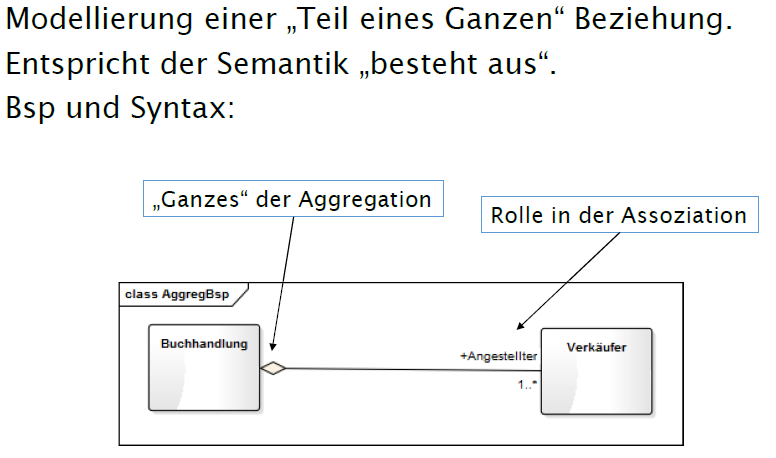 Modellierung einer „Teil eines Ganzen“ Beziehung.
Entspricht der Semantik „besteht aus“.
Bsp und Syntax:
„Ganzes“ der Aggregation
Rolle in der Assoziation
class AggregBsp
Buchhandlung
+Angestellter
Verkäufer
1..*